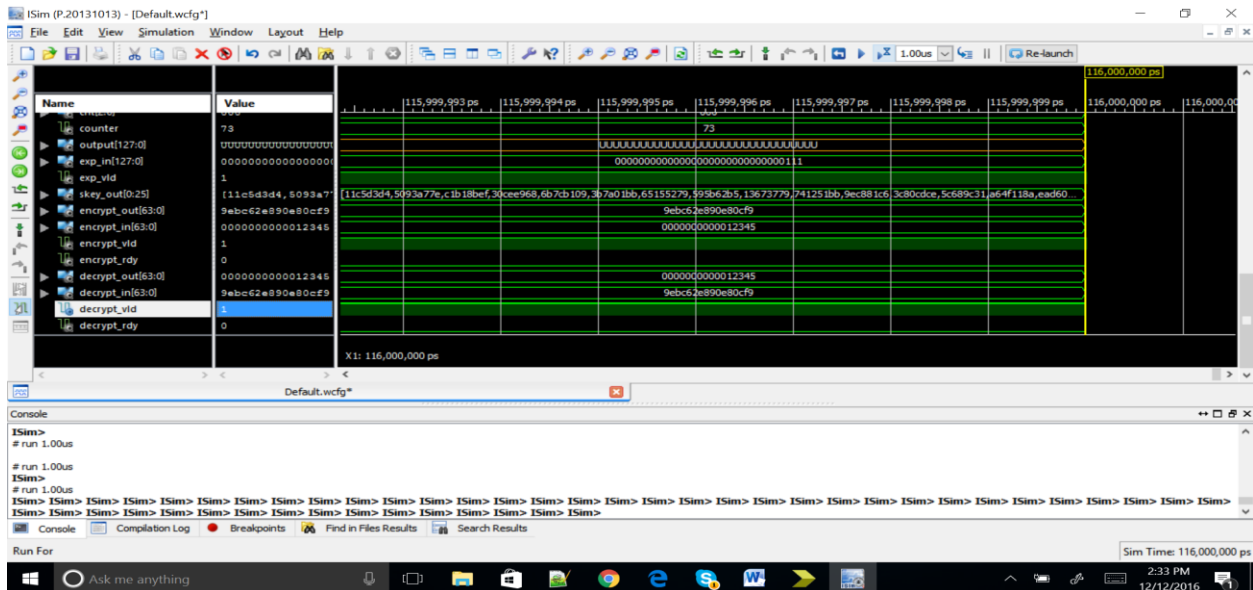 ISim (P.20131013) - [Default.wcfg*]
File Edit View Simulation Window Layout Help
1.00us Re-launch
116,000,000 ps
Name Value 115,999,993 ps 115,999,994 ps 115,999,995 ps 115,999,996 ps 115,999,997 ps 115,999,998 ps 115,999,999 ps 116,000,000 ps 116,000,00
counter 73 73
output[127:0] UUUUUUUUUUUUUUUUU UUUUUUUUUUUUUUUUUUUUUUUUUUUUUUUU
exp_in[127:0] 0000000000000000 00000000000000000000000000000111
exp_vld 1
skey_out[0:25] [11c5d3d4,5093a7 [11c5d3d4,5093a77e,c1b18bef,30cee968,6b7cb109,3b7a01bb,65155279,595b62b5,13673779,741251bb,9ec881c6,3c80cdce,5c689c31,a64f118a,ead60...
encrypt_out[63:0] 9ebc62e890e80cf9 9ebc62e890e80cf9
encrypt_in[63:0] 0000000000012345 0000000000012345
encrypt_vld 1
encrypt_rdy 0
decrypt_out[63:0] 0000000000012345 0000000000012345
decrypt_in[63:0] 9ebc62e890e80cf9 9ebc62e890e80cf9
decrypt_vld 1
decrypt_rdy 0
X1: 116,000,000 ps
Default.wcfg*
Console
ISim>
# run 1.00us
# run 1.00us
ISim>
# run 1.00us
ISim> ISim> ISim> ISim> ISim> ISim> ISim> ISim> ISim> ISim> ISim> ISim> ISim> ISim> ISim> ISim> ISim> ISim> ISim> ISim> ISim> ISim> ISim> ISim> ISim> ISim> ISim> ISim> ISim> ISim> ISim> ISim> ISim>
ISim> ISim> ISim> ISim> ISim> ISim> ISim> ISim> ISim> ISim> ISim> ISim> ISim> ISim> ISim> ISim>
Console Compilation Log Breakpoints Find in Files Results Search Results
Run For Sim Time: 116,000,000 ps
Ask me anything 2:33 PM
12/12/2016